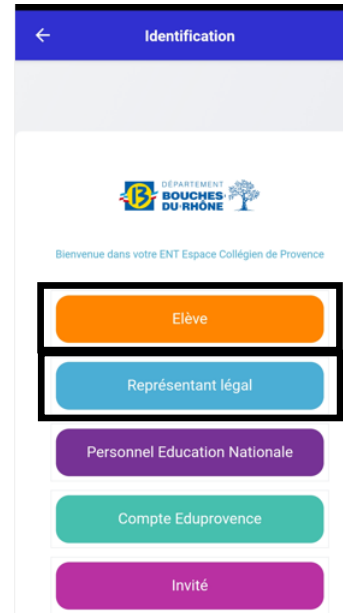 Identification
DÉPARTEMENT
BOUCHES
DU-RHÔNE
Bienvenue dans votre ENT Espace Collégien de Provence
Elève
Représentant légal
Personnel Education Nationale
Compte Eduprovence
Invité